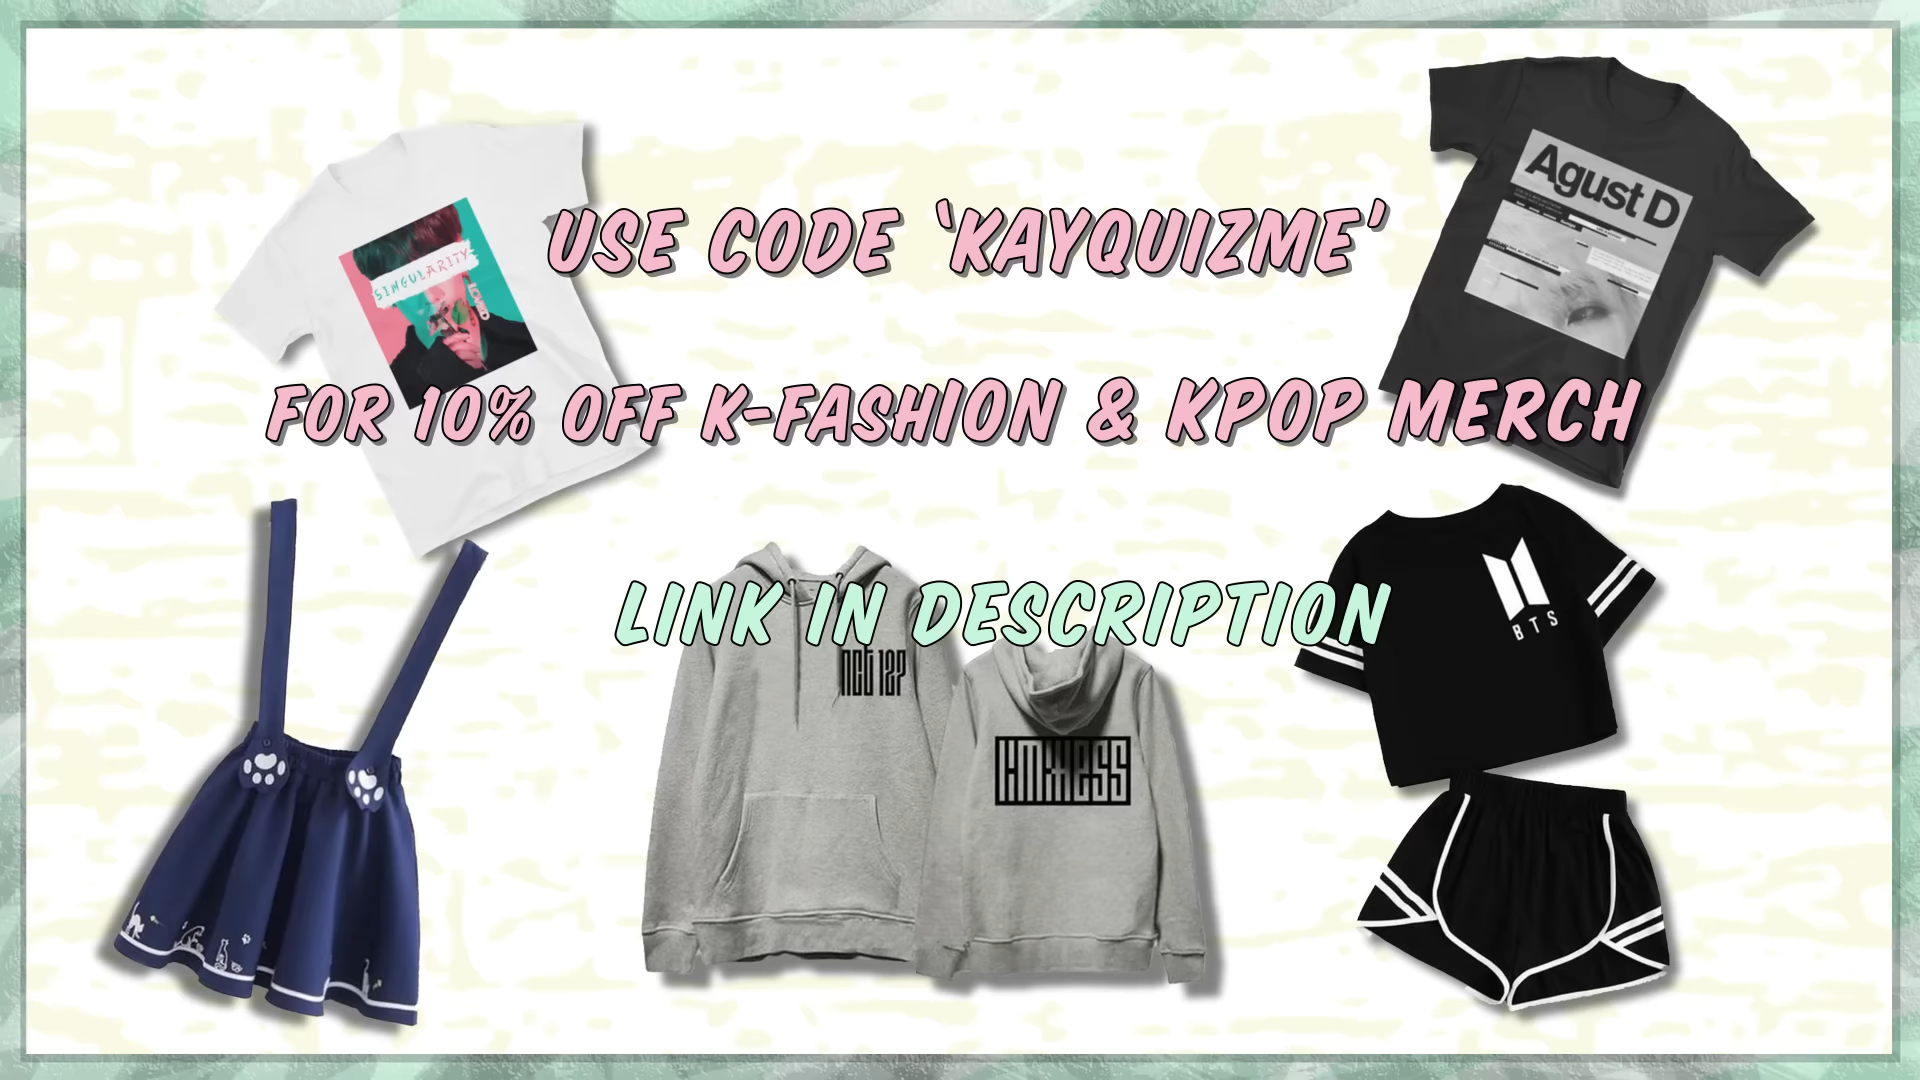 Agust D
USE CODE ‘KAYQUIZME’
SINGULARITY
FOR 10% OFF K-FASHION & KPOP MERCH
LINK IN DESCRIPTION
BTS
nct 127